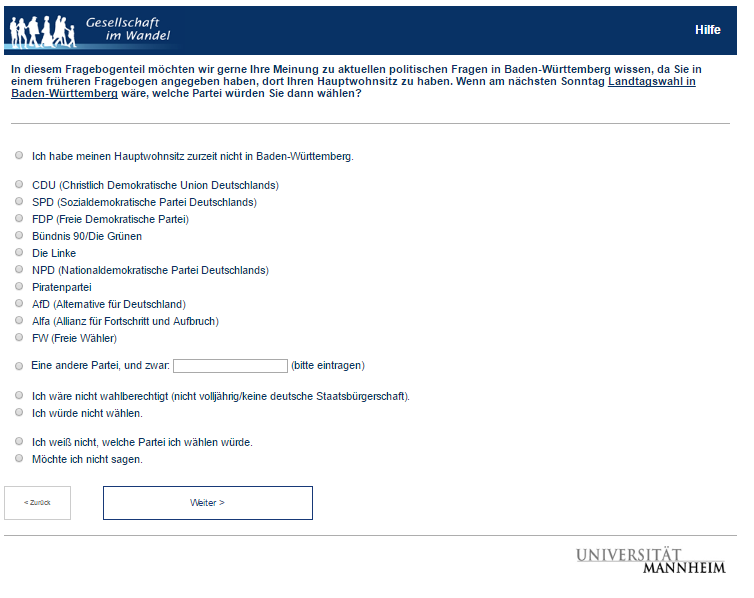 Gesellschaft
im Wandel
Hilfe
In diesem Fragebogenteil möchten wir gerne Ihre Meinung zu aktuellen politischen Fragen in Baden-Württemberg wissen, da Sie in
einem früheren Fragebogen angegeben haben, dort Ihren Hauptwohnsitz zu haben. Wenn am nächsten Sonntag Landtagswahl in
Baden-Württemberg wäre, welche Partei würden Sie dann wählen?
Ich habe meinen Hauptwohnsitz zurzeit nicht in Baden-Württemberg.
CDU (Christlich Demokratische Union Deutschlands)
SPD (Sozialdemokratische Partei Deutschlands)
FDP (Freie Demokratische Partei)
Bündnis 90/Die Grünen
Die Linke
NPD (Nationaldemokratische Partei Deutschlands)
Piratenpartei
AfD (Alternative für Deutschland)
Alfa (Allianz für Fortschritt und Aufbruch)
FW (Freie Wähler)
Eine andere Partei, und zwar: (bitte eintragen)
Ich wäre nicht wahlberechtigt (nicht volljährig/keine deutsche Staatsbürgerschaft).
Ich würde nicht wählen.
Ich weiß nicht, welche Partei ich wählen würde.
Möchte ich nicht sagen.
< Zurück
Weiter >
UNIVERSITÄT
MANNHEIM